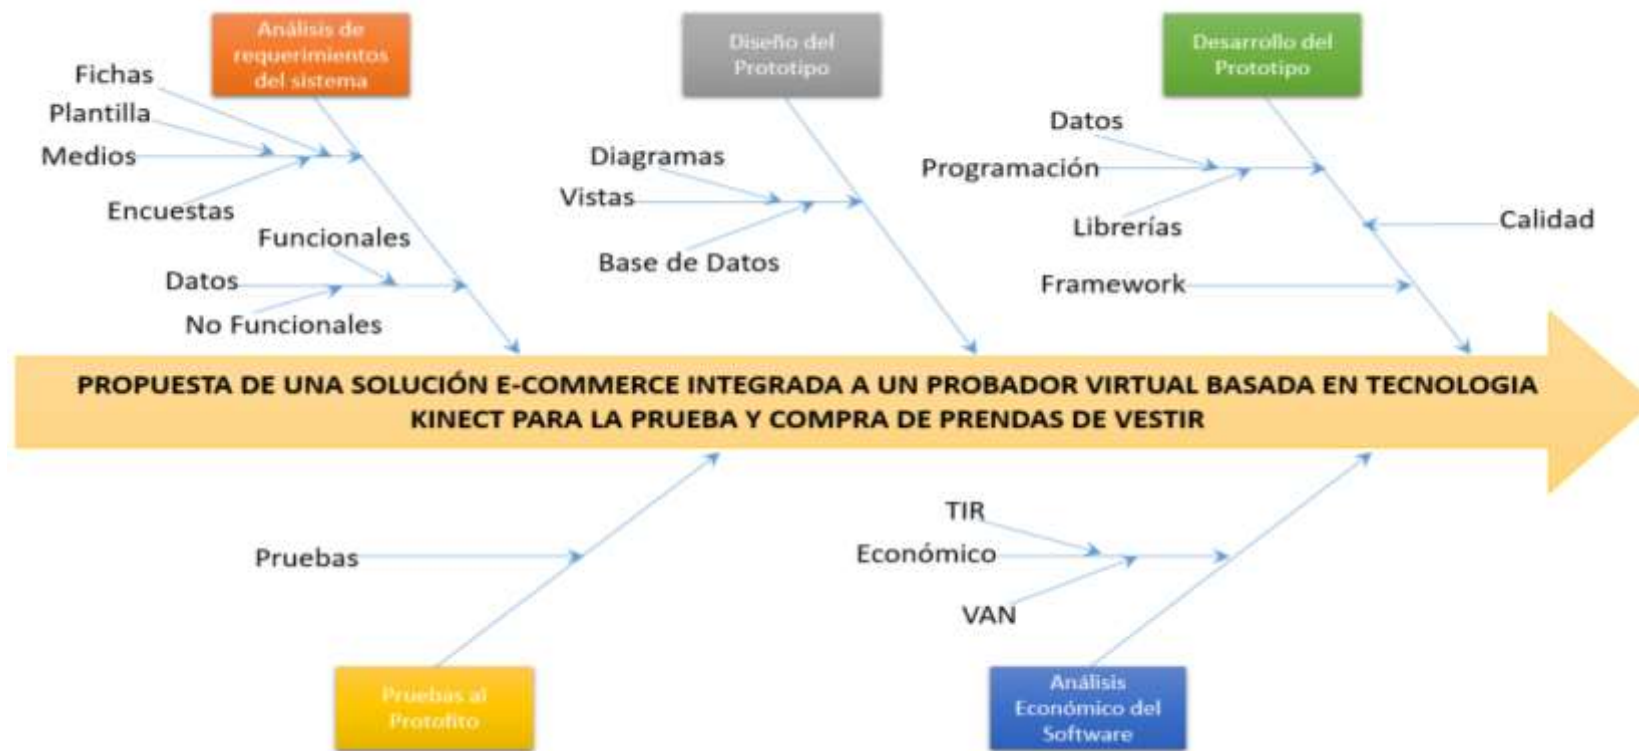 Análisis de
requerimientos
del sistema
Diseño del
Prototipo
Desarrollo del
Prototipo
Fichas
Plantilla
Medios
Encuestas
Funcionales
Datos
No Funcionales
Diagramas
Vistas
Base de Datos
Datos
Programación
Librerías
Calidad
Framework
PROPUESTA DE UNA SOLUCIÓN E-COMMERCE INTEGRADA A UN PROBADOR VIRTUAL BASADA EN TECNOLOGIA
KINECT PARA LA PRUEBA Y COMPRA DE PRENDAS DE VESTIR
Pruebas
TIR
Económico
VAN
Pruebas al
Protofito
Análisis
Económico del
Software